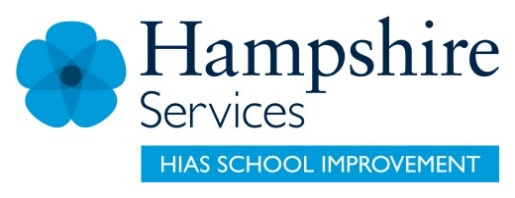 Hampshire
Services
HIAS SCHOOL IMPROVEMENT